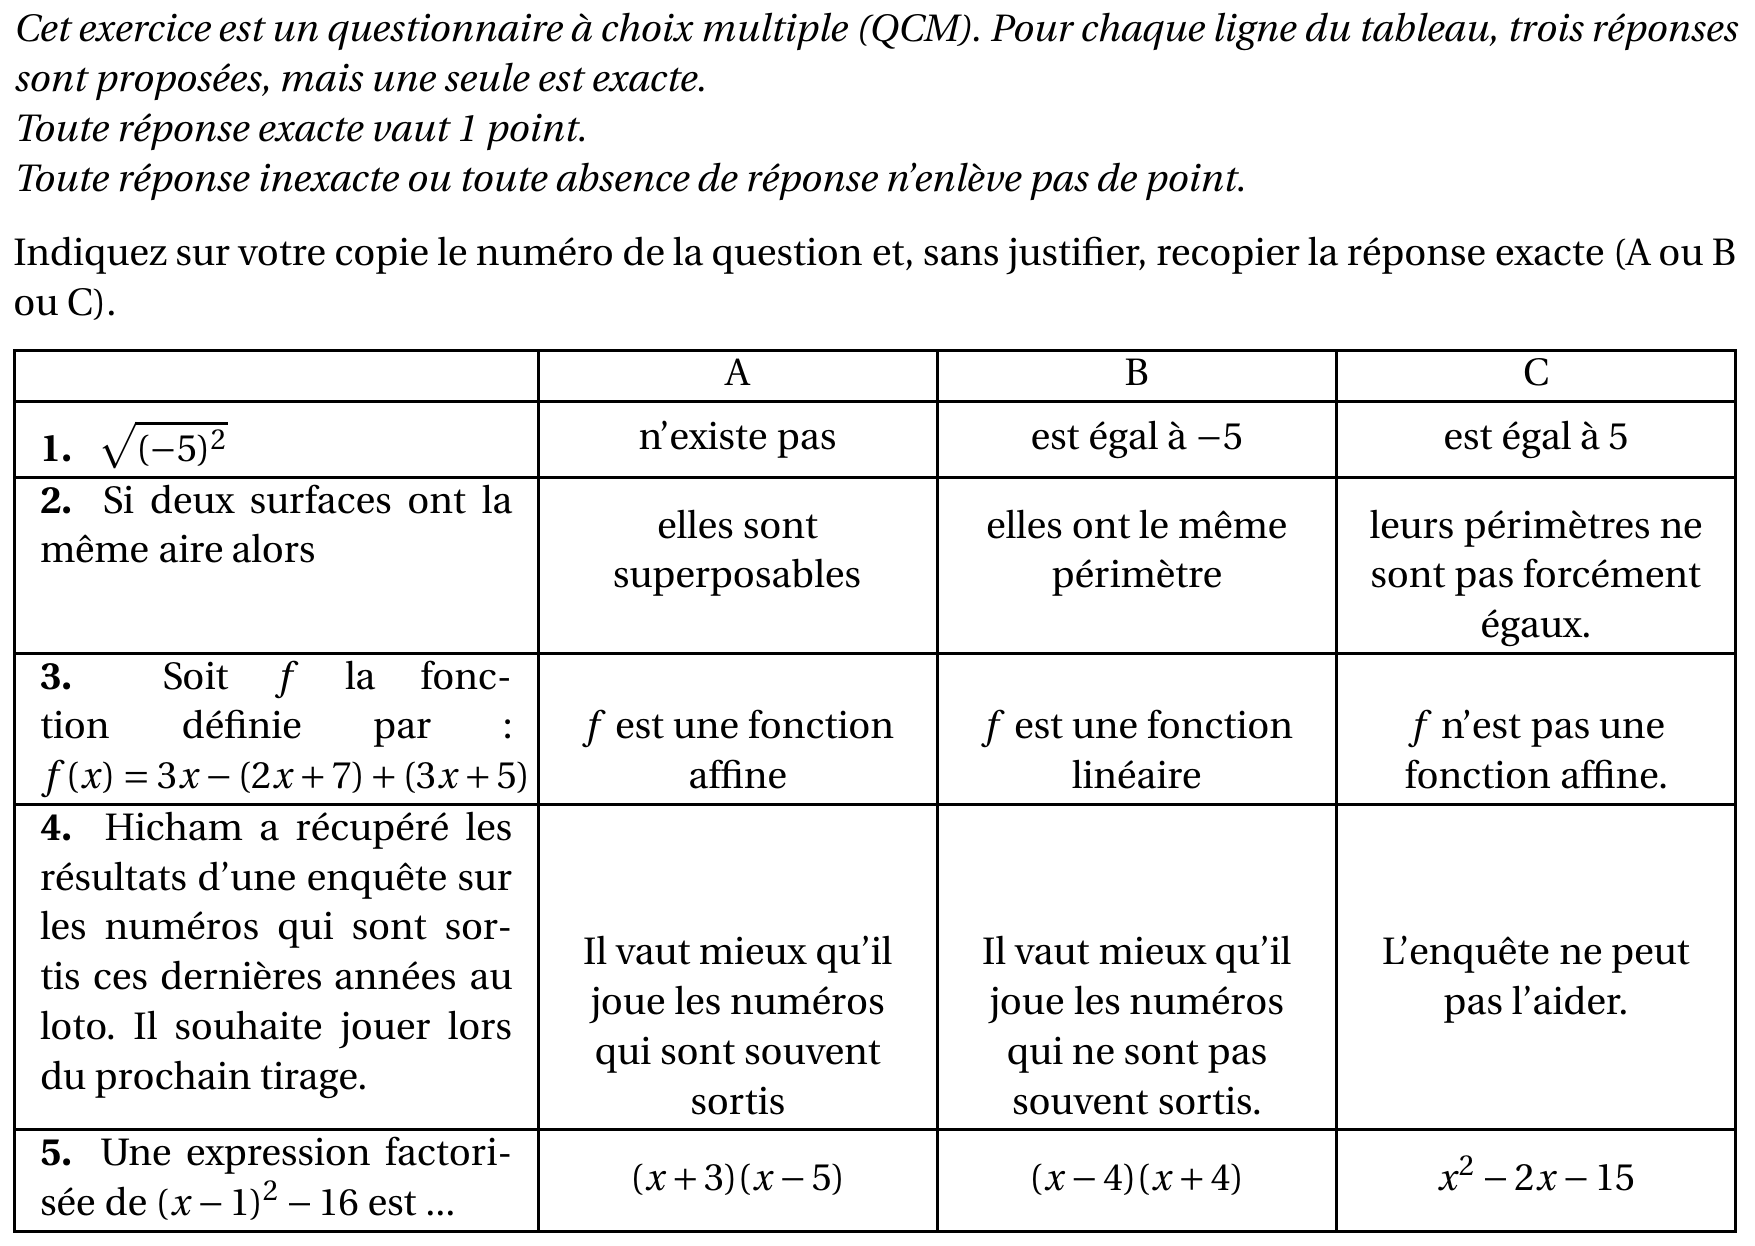 Cet exercice est un questionnaire à choix multiple (QCM). Pour chaque ligne du tableau, trois réponses
sont proposées, mais une seule est exacte.
Toute réponse exacte vaut 1 point.
Toute réponse inexacte ou toute absence de réponse n'enlève pas de point.
Indiquez sur votre copie le numéro de la question et, sans justifier, recopier la réponse exacte (A ou B
ou C).
A
B
C
1. √(−5)²
n'existe pas
est égal à −5
est égal à 5
2. Si deux surfaces ont la
même aire alors
elles sont
superposables
elles ont le même
périmètre
leurs périmètres ne
sont pas forcément
égaux.
3. Soit f la fonc-
tion définie par :
f(x) = 3x − (2x + 7) + (3x + 5)
f est une fonction
affine
f est une fonction
linéaire
f n'est pas une
fonction affine.
4. Hicham a récupéré les
résultats d'une enquête sur
les numéros qui sont sor-
tis ces dernières années au
loto. Il souhaite jouer lors
du prochain tirage.
Il vaut mieux qu'il
joue les numéros
qui sont souvent
sortis
Il vaut mieux qu'il
joue les numéros
qui ne sont pas
souvent sortis.
L'enquête ne peut
pas l'aider.
5. Une expression factori-
sée de (x − 1)² − 16 est ...
(x + 3)(x − 5)
(x − 4)(x + 4)
x² − 2x − 15